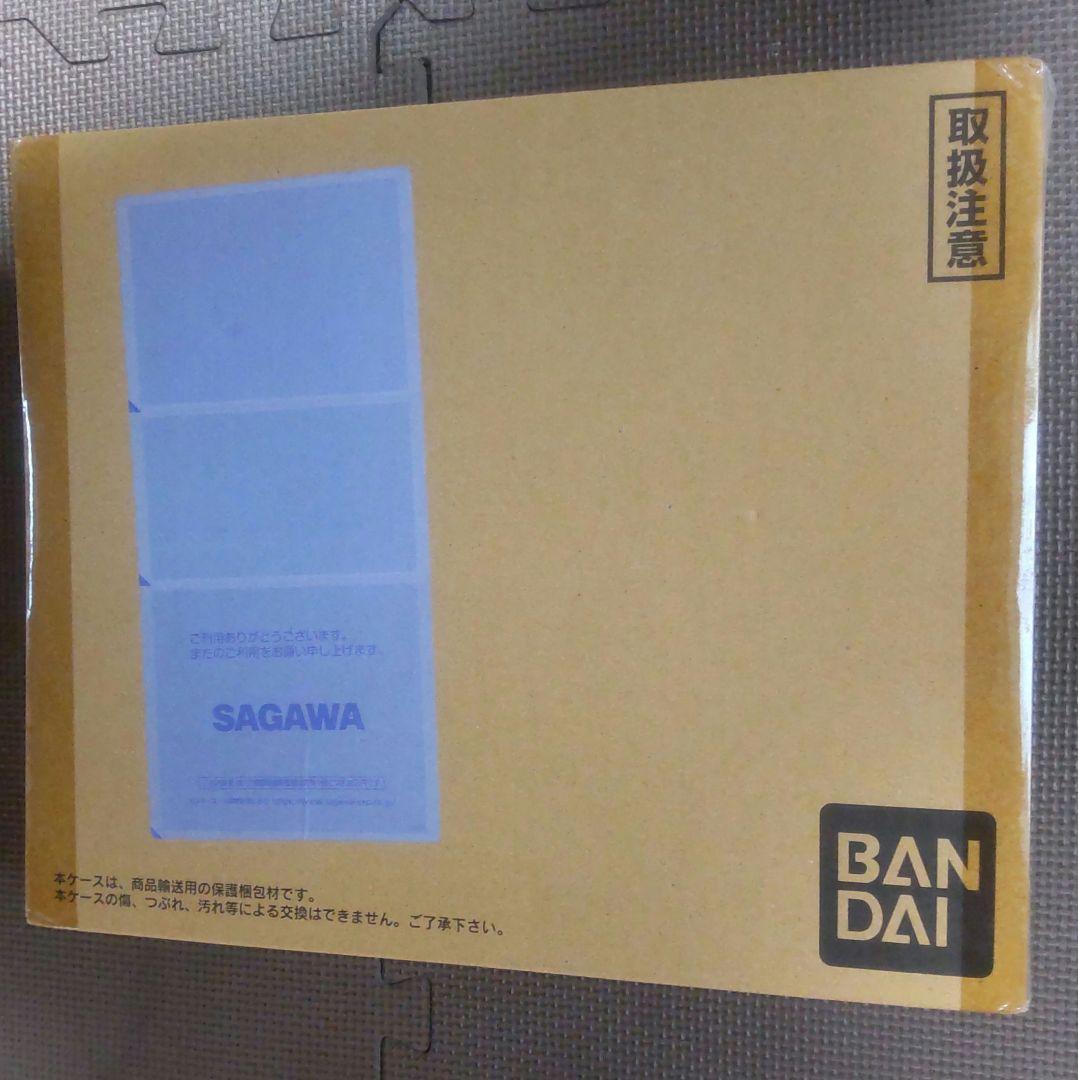 取扱注意
ご利用ありがとうございます。
またのご利用をお願い申し上げます。
SAGAWA
本ケースは、商品輸送用の保護梱包材です。
本ケースの傷、つぶれ、汚れ等による交換はできません。ご了承下さい。
BAN
DAI